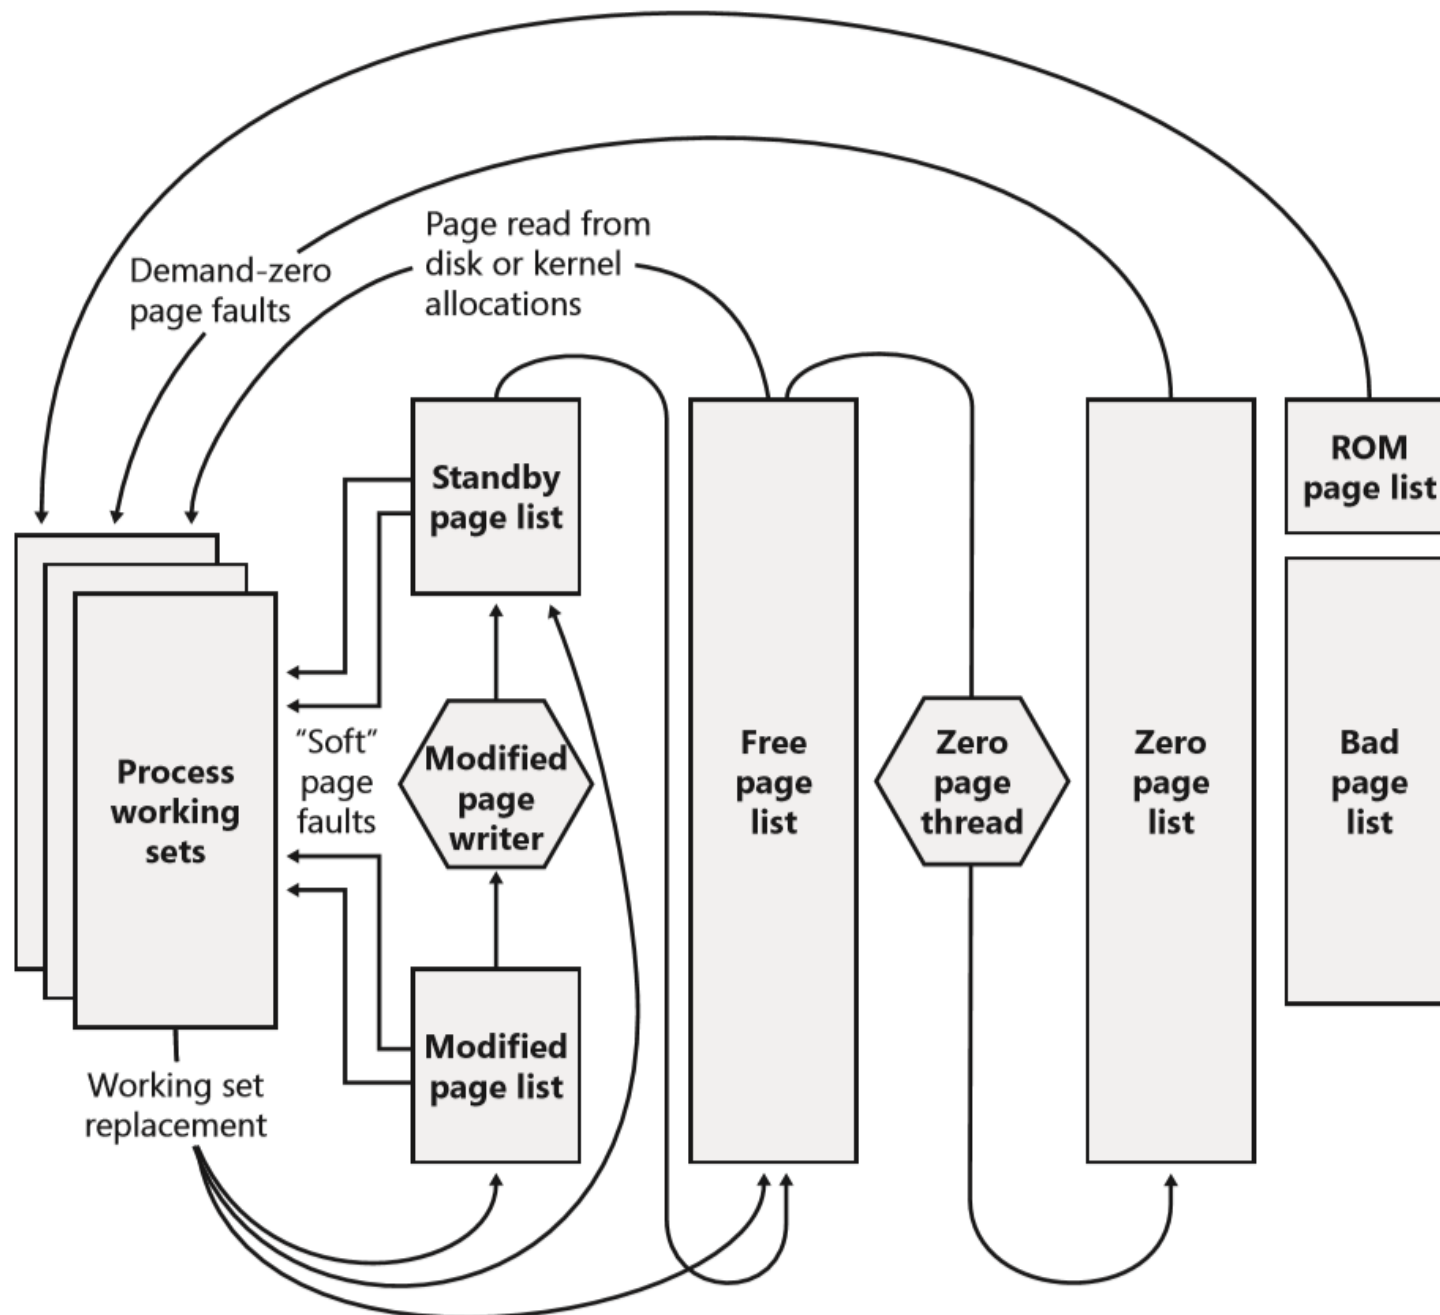 Page read from
disk or kernel
allocations
Demand-zero
page faults
Standby
page list
ROM
page list
"Soft"
page
faults
Process
working
sets
Modified
page
writer
Free
page
list
Zero
page
thread
Zero
page
list
Bad
page
list
Modified
page list
Working set
replacement